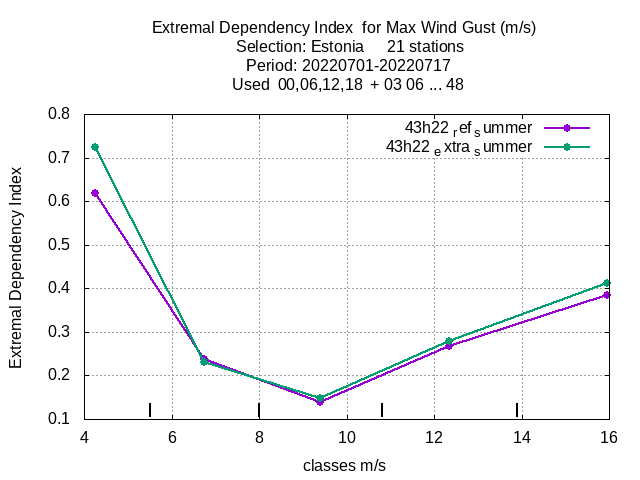 Extremal Dependency Index  for Max Wind Gust (m/s)
Selection: Estonia     21 stations
Period: 20220701-20220717
Used  00,06,12,18  + 03 06 ... 48
43h22 ref summer
43h22 extra summer
Extremal Dependency Index
0.8
0.7
0.6
0.5
0.4
0.3
0.2
0.1
4 6 8 10 12 14 16
classes m/s